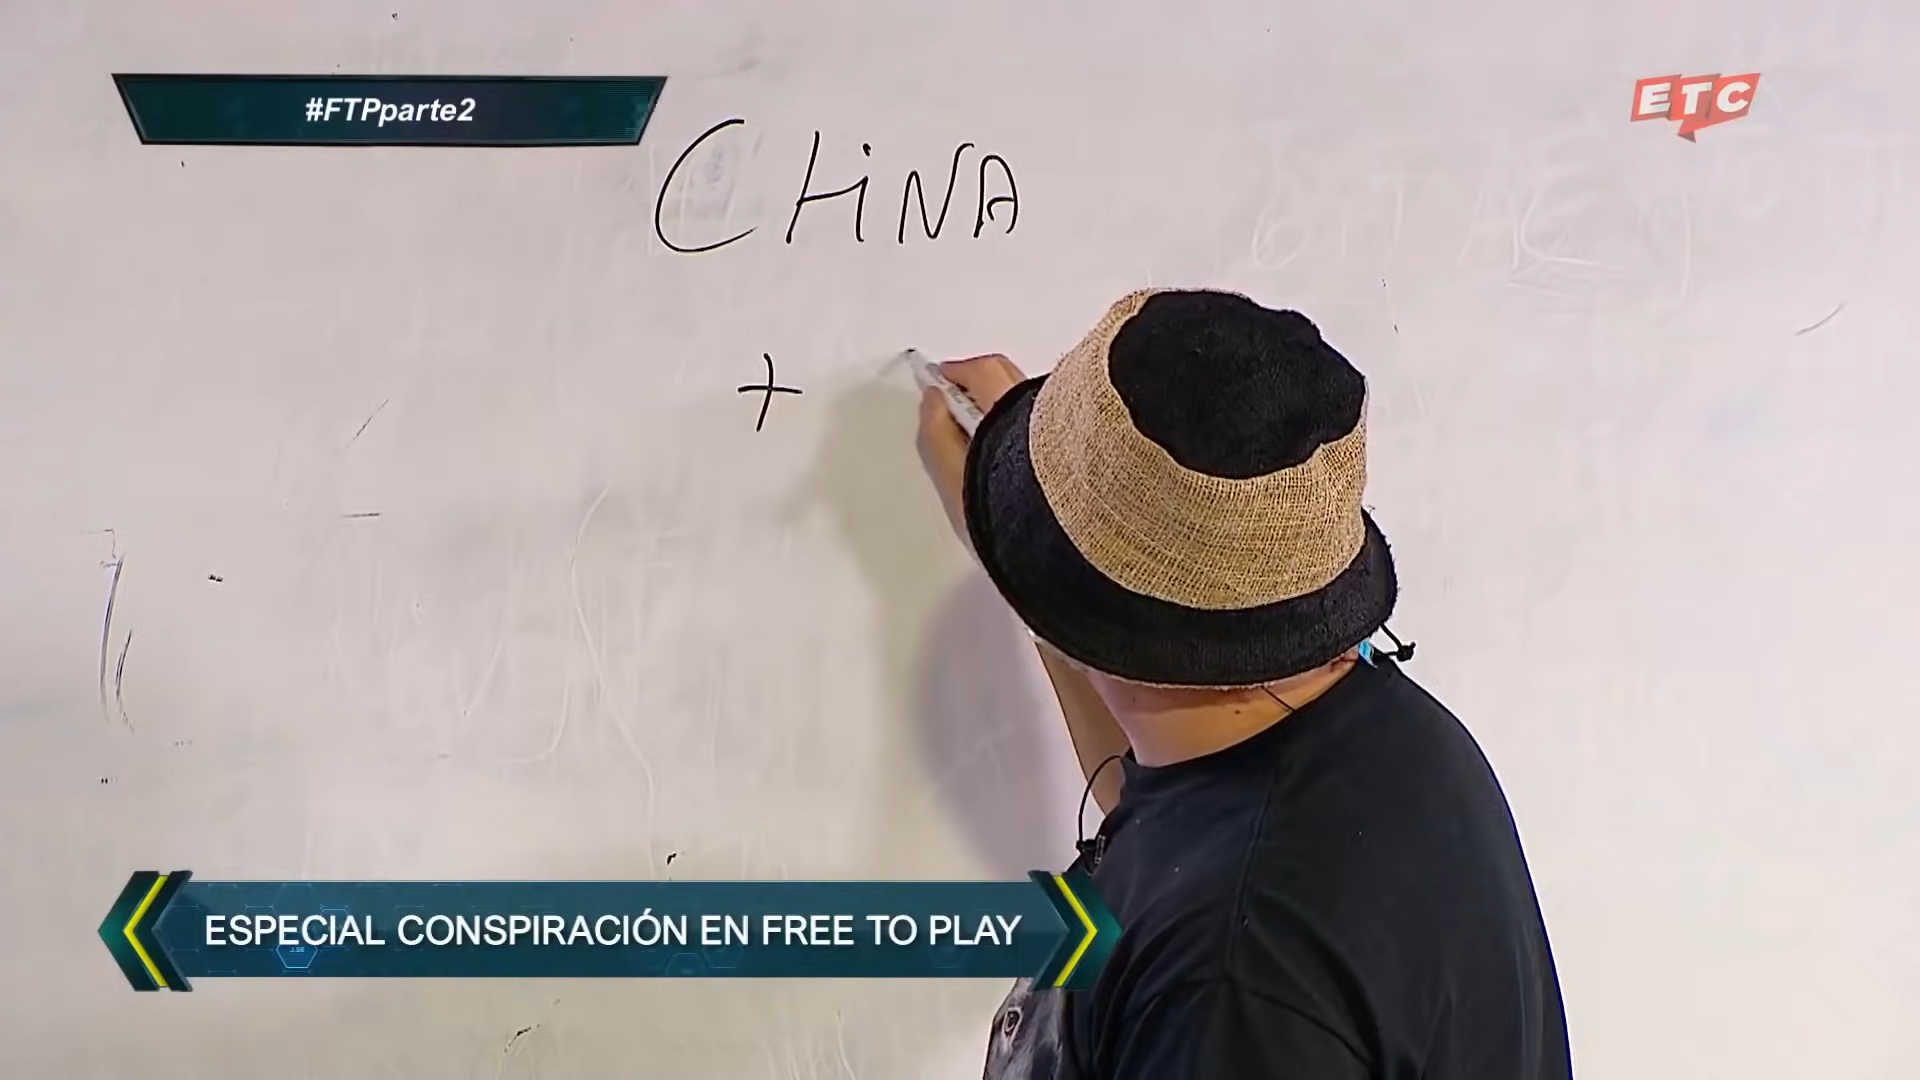 #FTPparte2
ETC
CHiNA
+
ESPECIAL CONSPIRACIÓN EN FREE TO PLAY